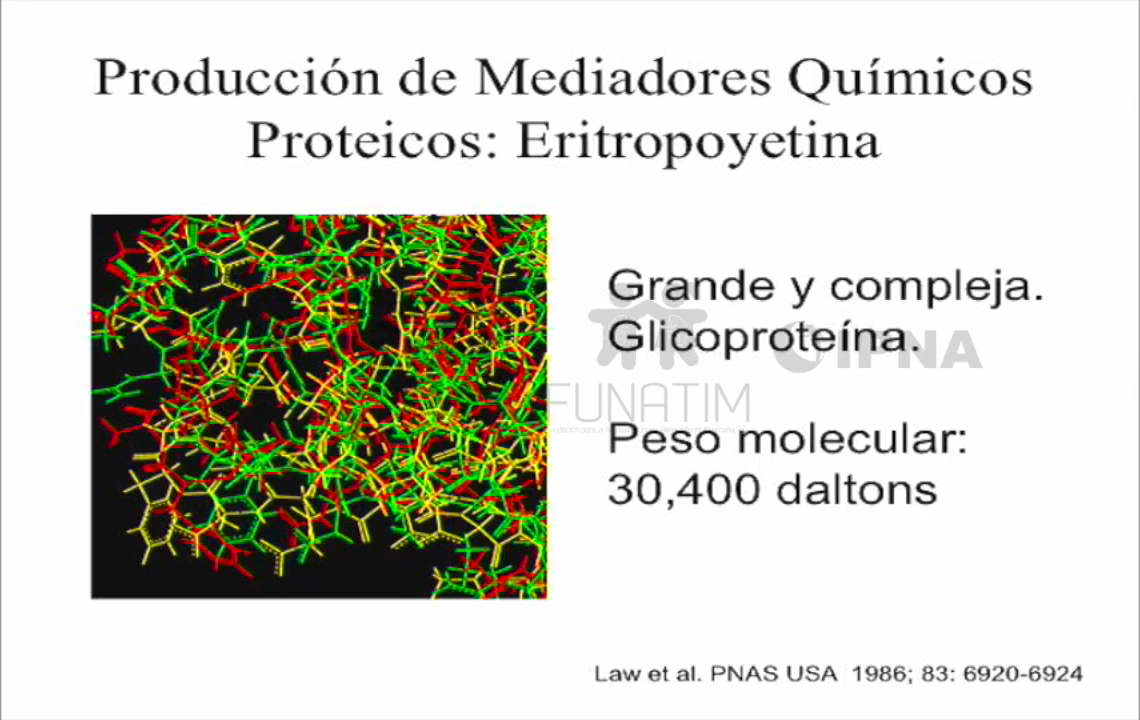 Producción de Mediadores Químicos
Proteicos: Eritropoyetina
Grande y compleja.
Glicoproteína.
IPNA
FUNATIM
Peso molecular:
30,400 daltons
Law et al. PNAS USA 1986; 83: 6920-6924